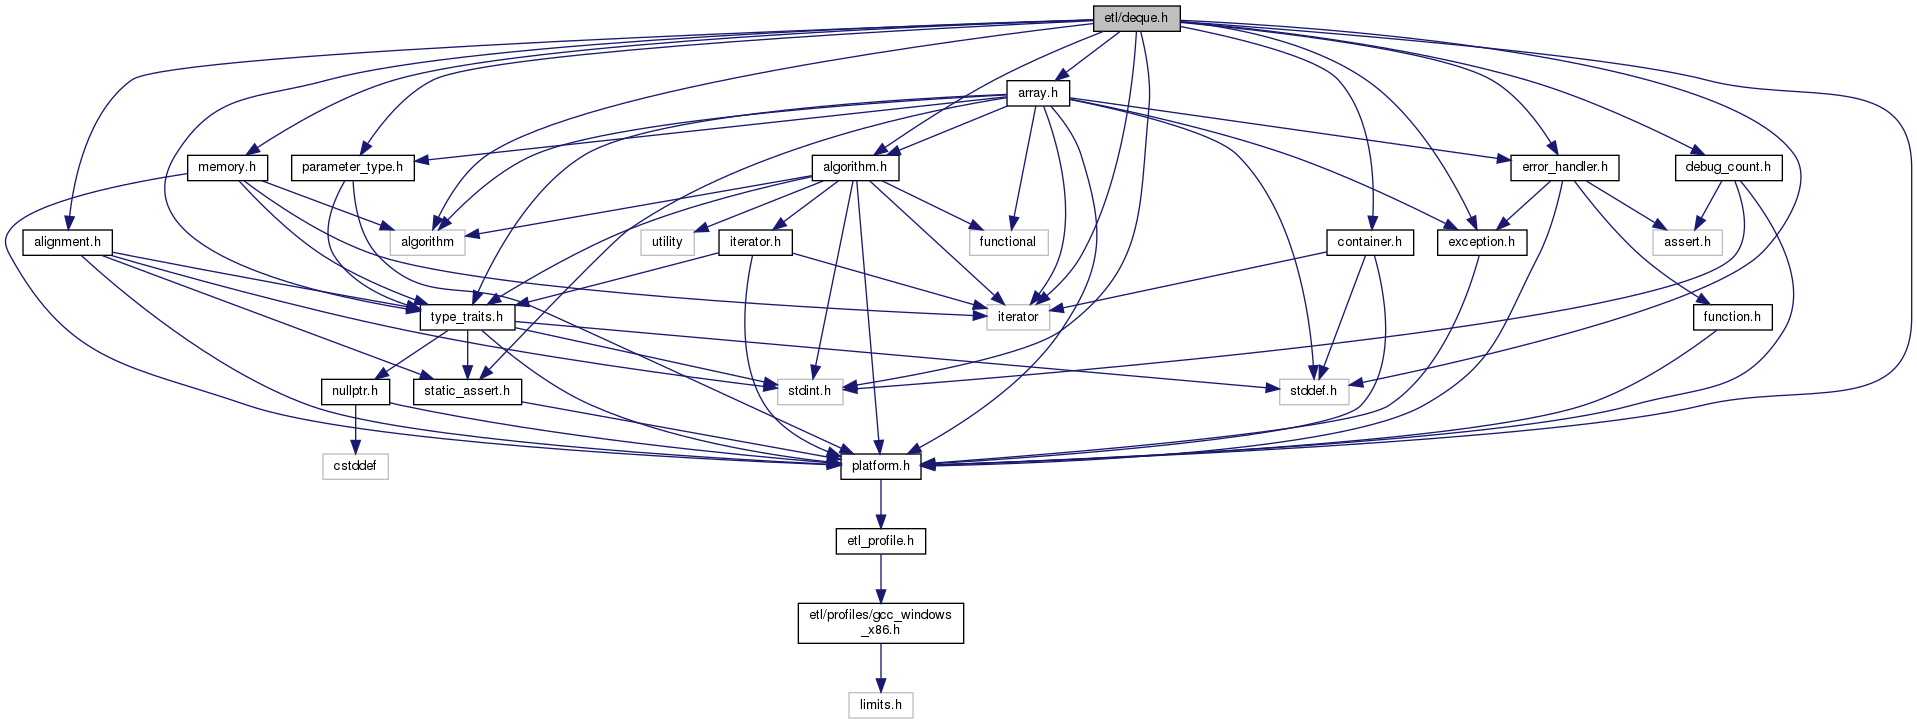 etl/deque.h
array.h
memory.h
parameter_type.h
algorithm.h
error_handler.h
debug_count.h
alignment.h
algorithm
utility
iterator.h
functional
container.h
exception.h
assert.h
type_traits.h
iterator
function.h
nullptr.h
static_assert.h
stdint.h
stddef.h
cstddef
platform.h
etl_profile.h
etl/profiles/gcc_windows
_x86.h
limits.h